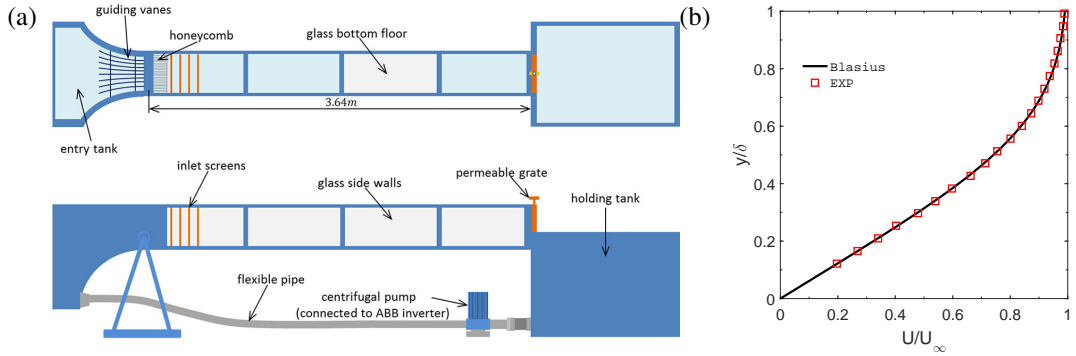 (a)
guiding vanes
honeycomb
glass bottom floor
3.64m
entry tank
inlet screens
glass side walls
permeable grate
holding tank
flexible pipe
centrifugal pump
(connected to ABB inverter)
(b)
1
0.8
0.6
0.4
0.2
0
y/δ
Blasius
EXP
0 0.2 0.4 0.6 0.8 1
U/U∞